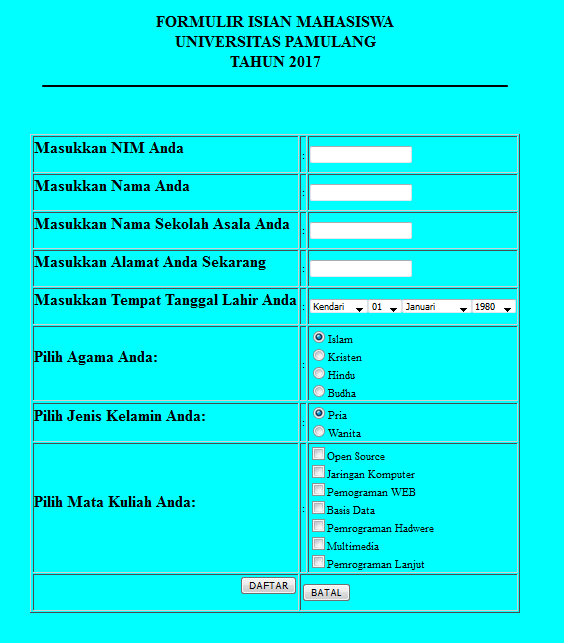 FORMULIR ISIAN MAHASISWA
UNIVERSITAS PAMULANG
TAHUN 2017
Masukkan NIM Anda :
Masukkan Nama Anda :
Masukkan Nama Sekolah Asala Anda :
Masukkan Alamat Anda Sekarang :
Masukkan Tempat Tanggal Lahir Anda : Kendari 01 Januari 1980
Pilih Agama Anda: :
Islam
Kristen
Hindu
Budha
Pilih Jenis Kelamin Anda: :
Pria
Wanita
Pilih Mata Kuliah Anda: :
Open Source
Jaringan Komputer
Pemograman WEB
Basis Data
Pemrograman Hadwere
Multimedia
Pemrograman Lanjut
DAFTAR BATAL